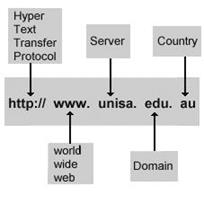 Hyper
Text
Transfer
Protocol
Server
Country
http:// www. unisa. edu. au
world
wide
web
Domain